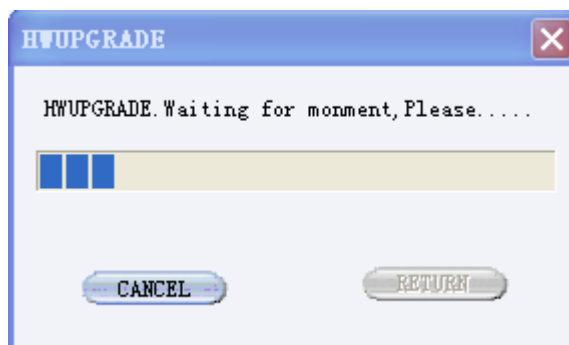 HWUPGRADE
HWUPGRADE.Waiting for monment,Please.....
CANCEL
RETURN